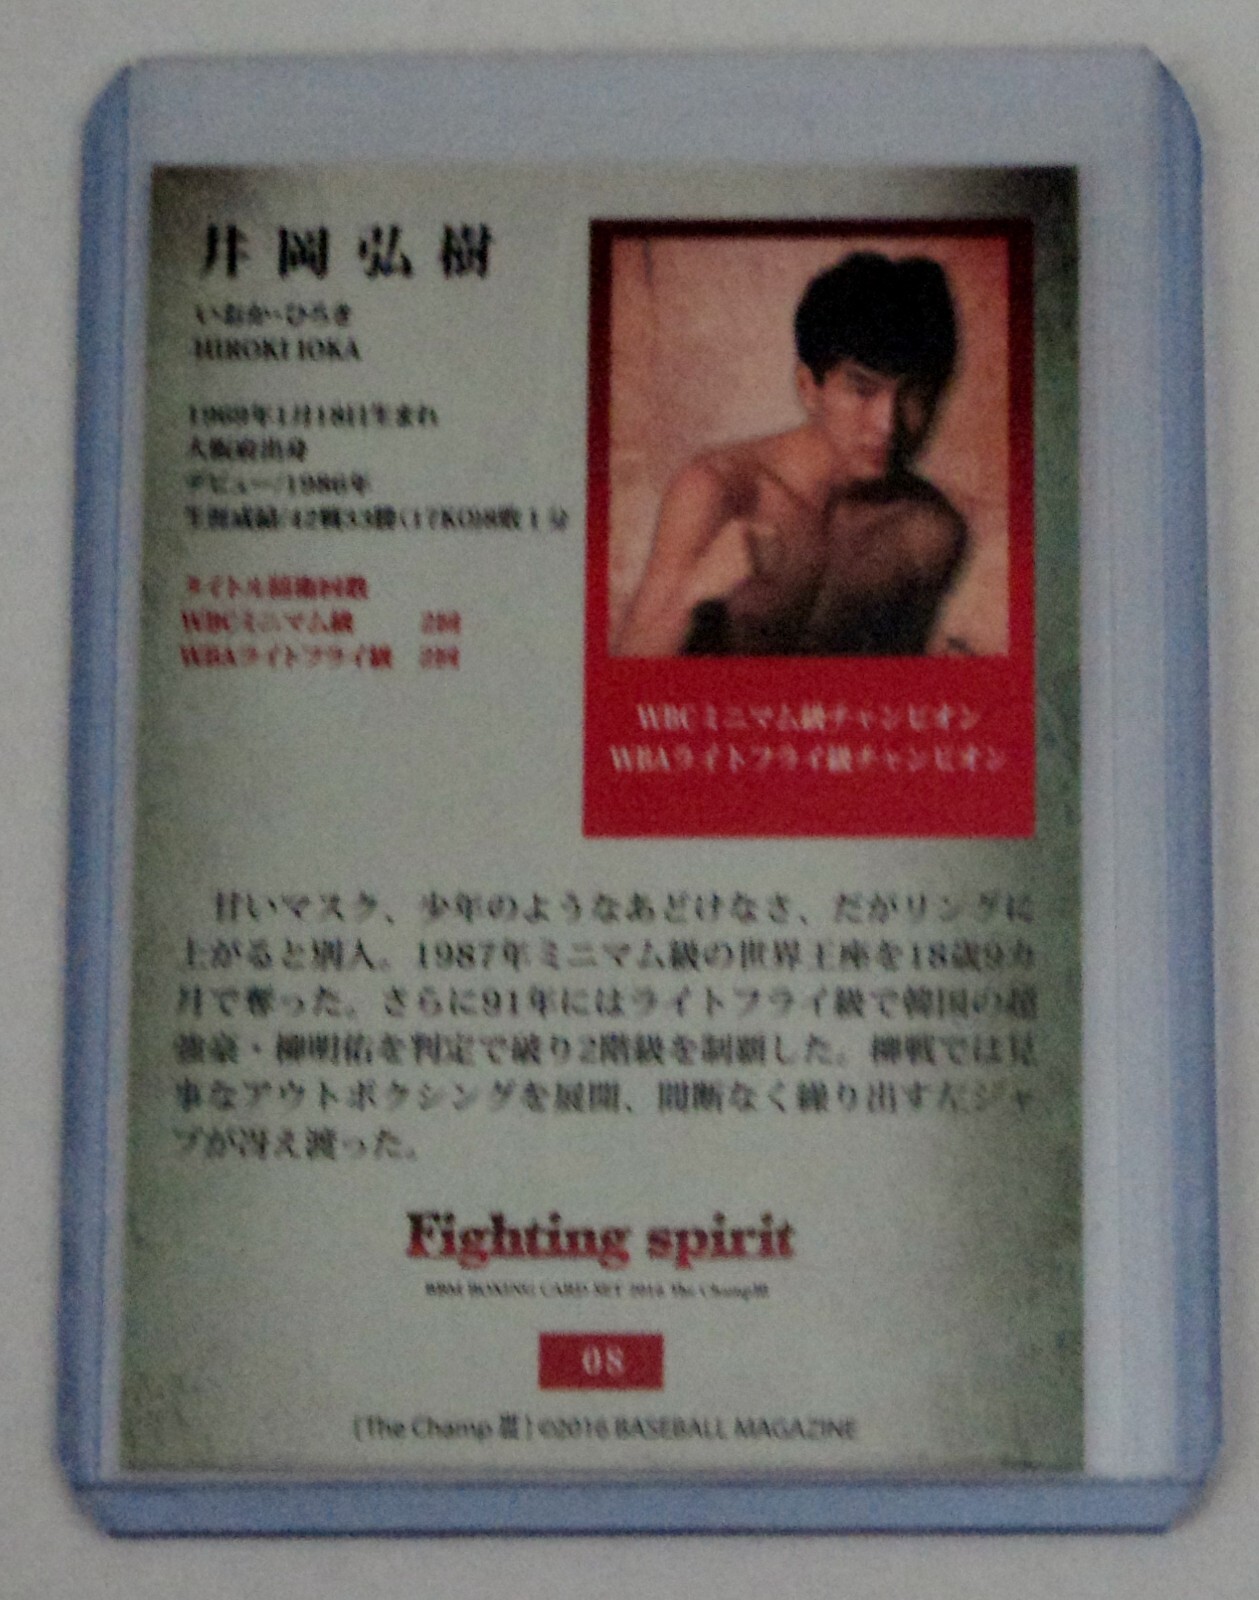 井岡弘樹
いおか・ひろき
HIROKI IOKA
1969年1月18日生まれ
大阪府出身
デビュー/1986年
生涯成績/42戦33勝(17KO)8敗1分
タイトル防衛回数
WBCミニマム級 2回
WBAライトフライ級 2回
WBCミニマム級チャンピオン
WBAライトフライ級チャンピオン
甘いマスク、少年のようなあどけなさ、だがリングに
上がると別人。1987年ミニマム級の世界王座を18歳9カ
月で奪った。さらに91年にはライトフライ級で韓国の超
強豪・柳明佑を判定で破り2階級を制覇した。柳戦では見
事なアウトボクシングを展開、間断なく繰り出す左ジャ
ブが冴え渡った。
Fighting spirit
BBM BOXING CARD SET 2016 The ChampⅢ
08
[The Champ Ⅲ] ©2016 BASEBALL MAGAZINE